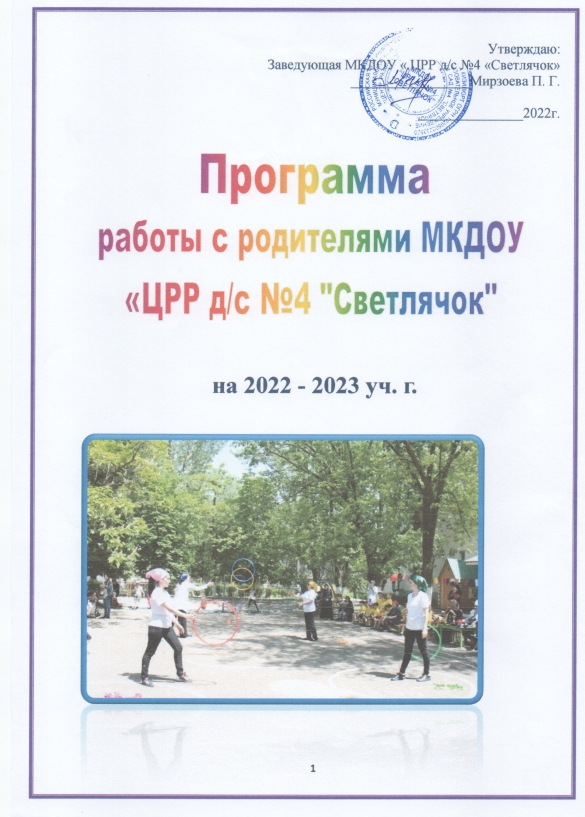 Утверждаю:
Заведующая МКДОУ « ЦРР д/с №4 «Светлячок»
Мирзоева П. Г.
2022г.
Программа
работы с родителями МКДОУ
«ЦРР д/с №4 "Светлячок"
на 2022 - 2023 уч. г.
1